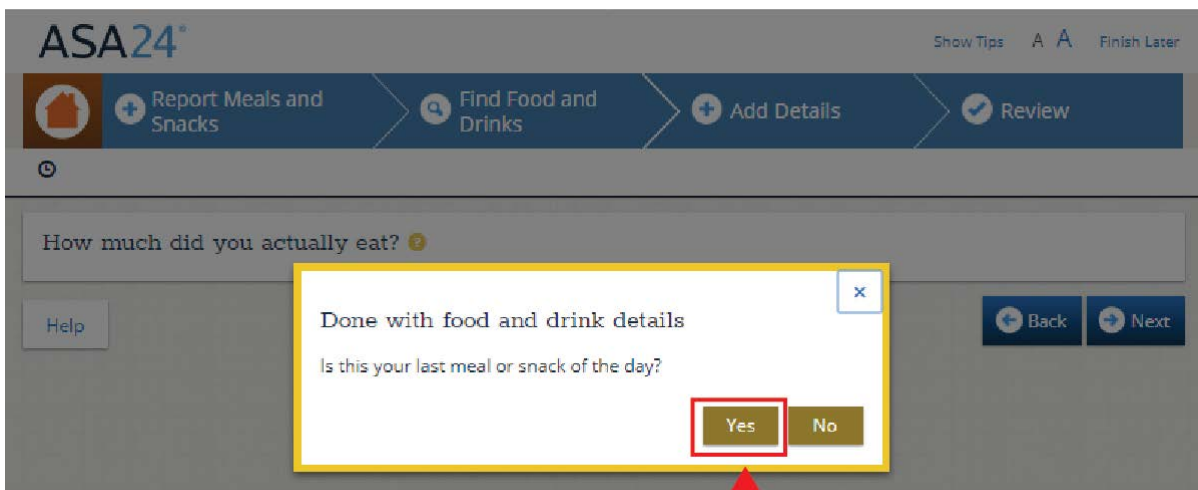 ASA24®
Show Tips A A Finish Later
Report Meals and
Snacks
Find Food and
Drinks
Add Details
Review
How much did you actually eat?
Help
Back
Next
Done with food and drink details
Is this your last meal or snack of the day?
Yes
No